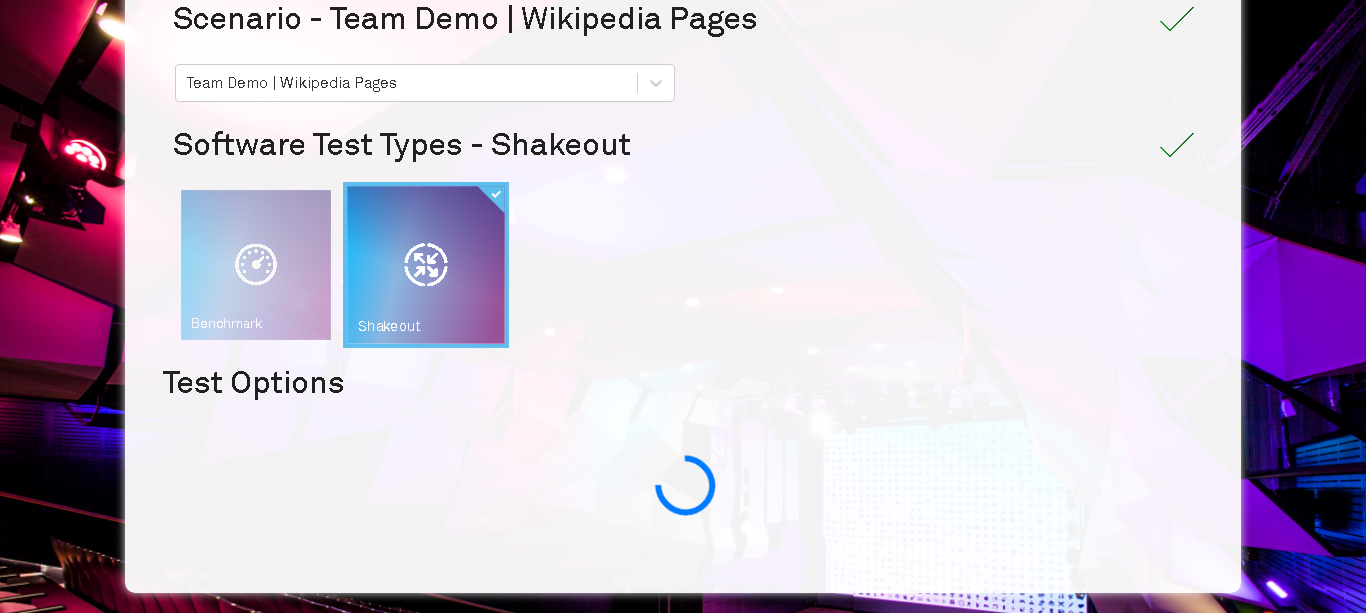 Scenario - Team Demo | Wikipedia Pages
Team Demo | Wikipedia Pages
Software Test Types - Shakeout
Benchmark
Shakeout
Test Options